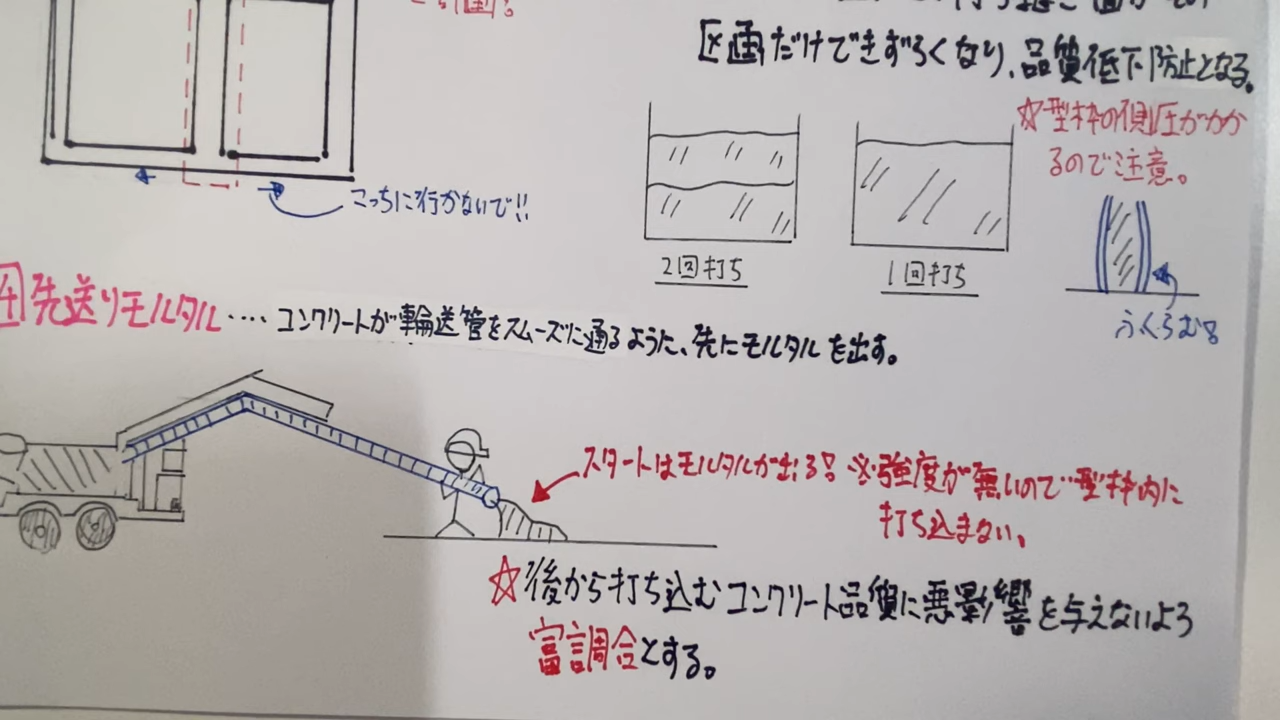 区画だけできずらくなり、品質低下防止となる。
☆型枠の側圧がかか
るので注意。
こっちに行かないで!!
2回打ち
1回打ち
ふくらむ!
先送りモルタル‥‥コンクリートが輸送管をスムーズに通るように、先にモルタルを出す。
スタートはモルタルが出る! ※強度が無いので型枠内に
打ち込まない。
☆後から打ち込むコンクリート品質に悪影響を与えないよう
富調合とする。